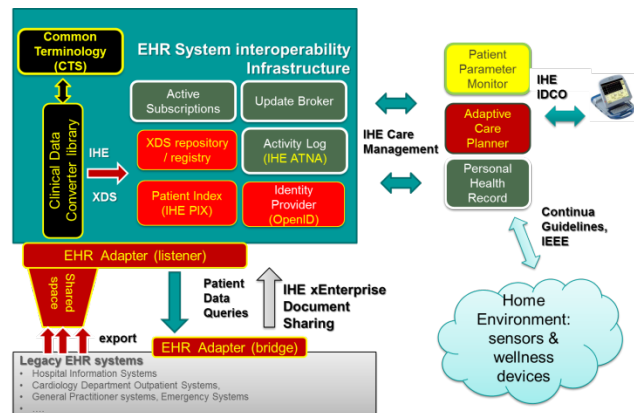 Common
Terminology
(CTS)
EHR System interoperability
Infrastructure
Clinical Data
Converter library
IHE
XDS
Active
Subscriptions
Update Broker
XDS repository
/ registry
Activity Log
(IHE ATNA)
Patient Index
(IHE PIX)
Identity
Provider
(OpenID)
IHE Care
Management
Patient
Parameter
Monitor
Adaptive
Care
Planner
Personal
Health
Record
IHE
IDCO
Continua
Guidelines,
IEEE
Home
Environment:
sensors &
wellness
devices
EHR Adapter (listener)
Shared
space
export
Patient
Data
Queries
IHE xEnterprise
Document
Sharing
EHR Adapter (bridge)
Legacy EHR systems
• Hospital Information Systems
• Cardiology Department Outpatient Systems,
• General Practitioner systems, Emergency Systems
• ....